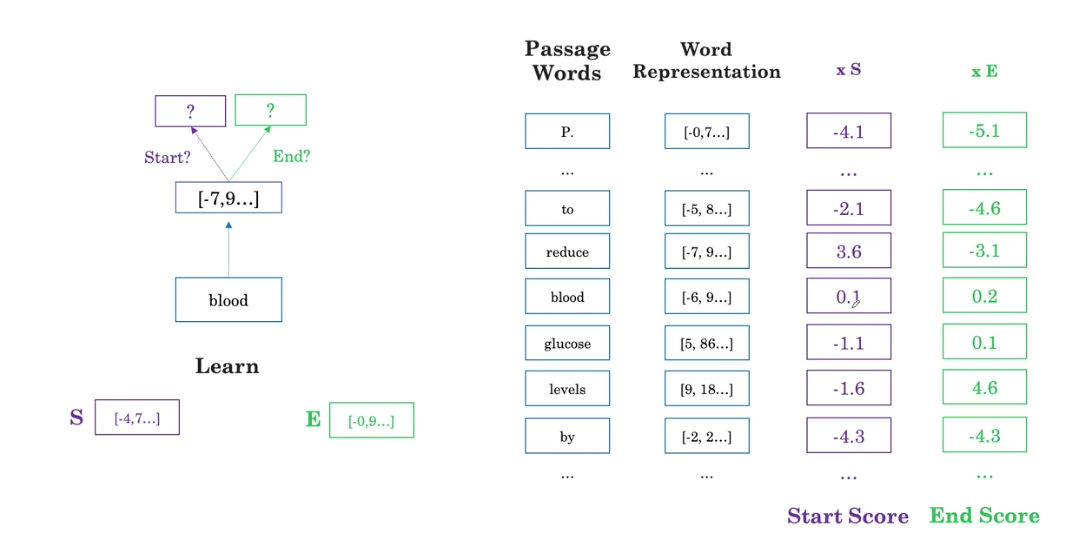 ? ?
Start? End?
[-7,9...]
blood
Learn
S [-4,7...] E [-0,9...]
Passage Words Word Representation x S x E
P. [-0,7...] -4.1 -5.1
... ... ... ...
to [-5, 8...] -2.1 -4.6
reduce [-7, 9...] 3.6 -3.1
blood [-6, 9...] 0.1 0.2
glucose [5, 86...] -1.1 0.1
levels [9, 18...] -1.6 4.6
by [-2, 2...] -4.3 -4.3
... ... ... ...
Start Score End Score